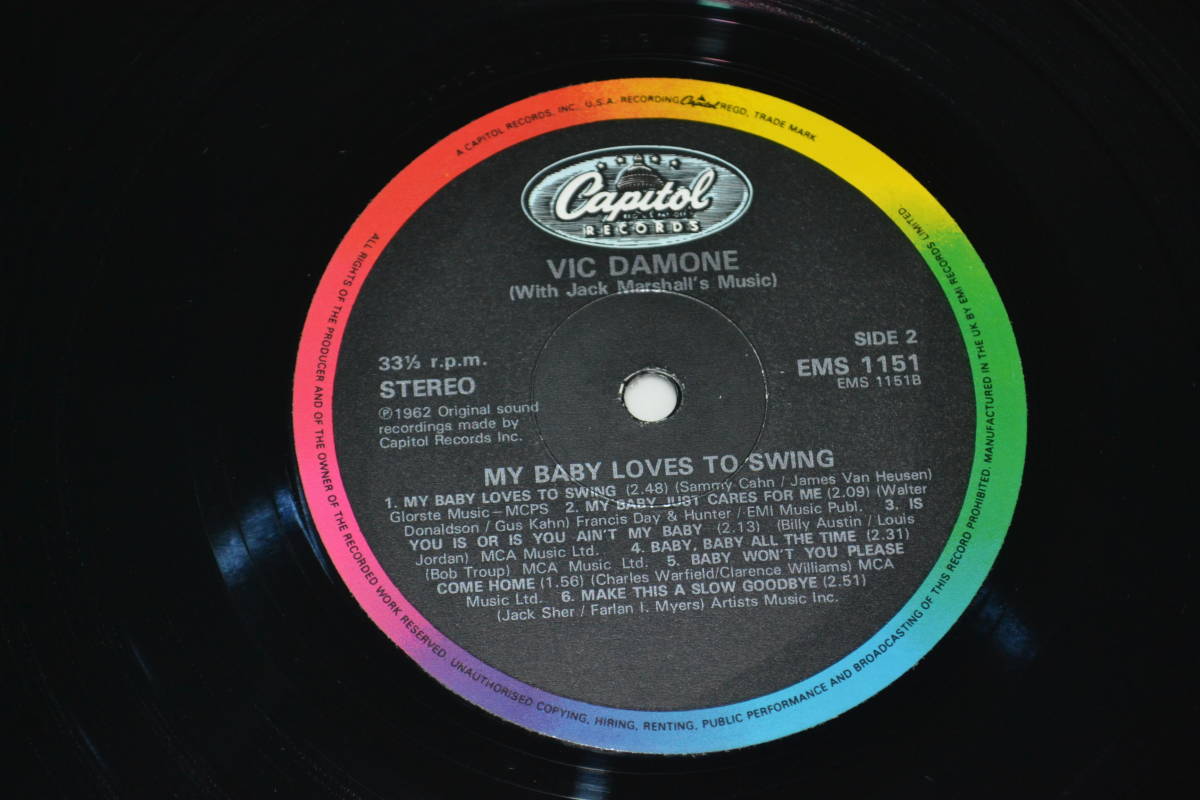 A CAPITOL RECORDS, INC. U.S.A. RECORDING Capitol REGD. TRADE MARK
Capitol
RECORDS
VIC DAMONE
(With Jack Marshall's Music)
33⅓ r.p.m.
STEREO
℗1962 Original sound
recordings made by
Capitol Records Inc.
SIDE 2
EMS 1151
EMS 1151B
MY BABY LOVES TO SWING
1. MY BABY LOVES TO SWING (2.48) (Sammy Cahn / James Van Heusen)
Glorste Music – MCPS 2. MY BABY JUST CARES FOR ME (2.09) (Walter
Donaldson / Gus Kahn) Francis Day & Hunter / EMI Music Publ. 3. IS
YOU IS OR IS YOU AIN'T MY BABY (2.13) (Billy Austin / Louis
Jordan) MCA Music Ltd. 4. BABY, BABY ALL THE TIME (2.31)
(Bob Troup) MCA Music Ltd. 5. BABY WON'T YOU PLEASE
COME HOME (1.56) (Charles Warfield/Clarence Williams) MCA
Music Ltd. 6. MAKE THIS A SLOW GOODBYE (2.51)
(Jack Sher / Farlan I. Myers) Artists Music Inc.
ALL RIGHTS OF THE PRODUCER AND OF THE OWNER OF THE RECORDED WORK RESERVED. UNAUTHORISED COPYING, HIRING, RENTING, PUBLIC PERFORMANCE AND BROADCASTING OF THIS RECORD PROHIBITED. MANUFACTURED IN THE UK BY EMI RECORDS LIMITED.